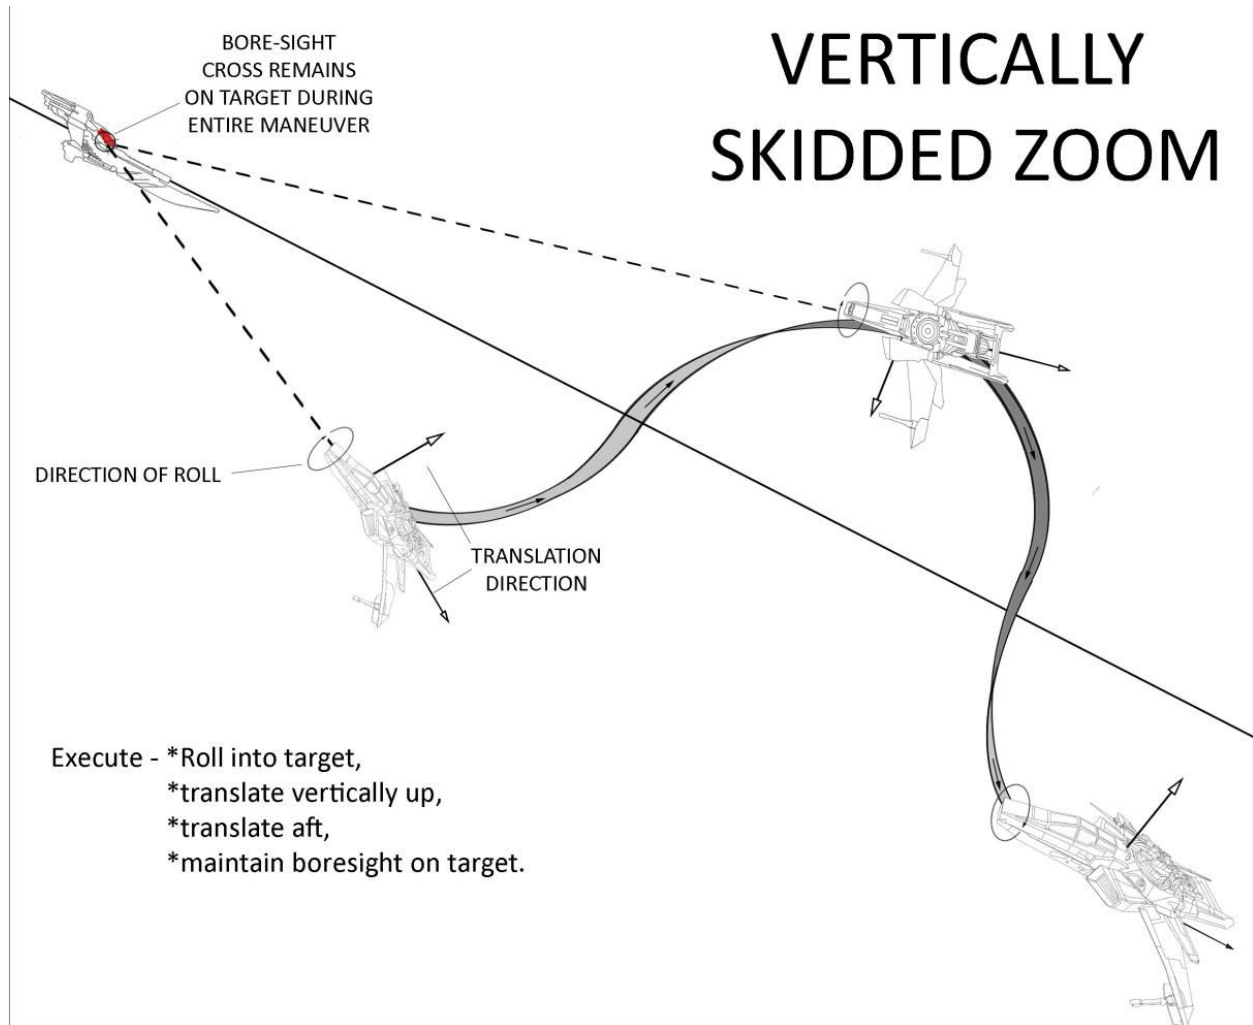 VERTICALLY
SKIDDED ZOOM
BORE-SIGHT
CROSS REMAINS
ON TARGET DURING
ENTIRE MANEUVER
DIRECTION OF ROLL
TRANSLATION
DIRECTION
Execute - *Roll into target,
*translate vertically up,
*translate aft,
*maintain boresight on target.